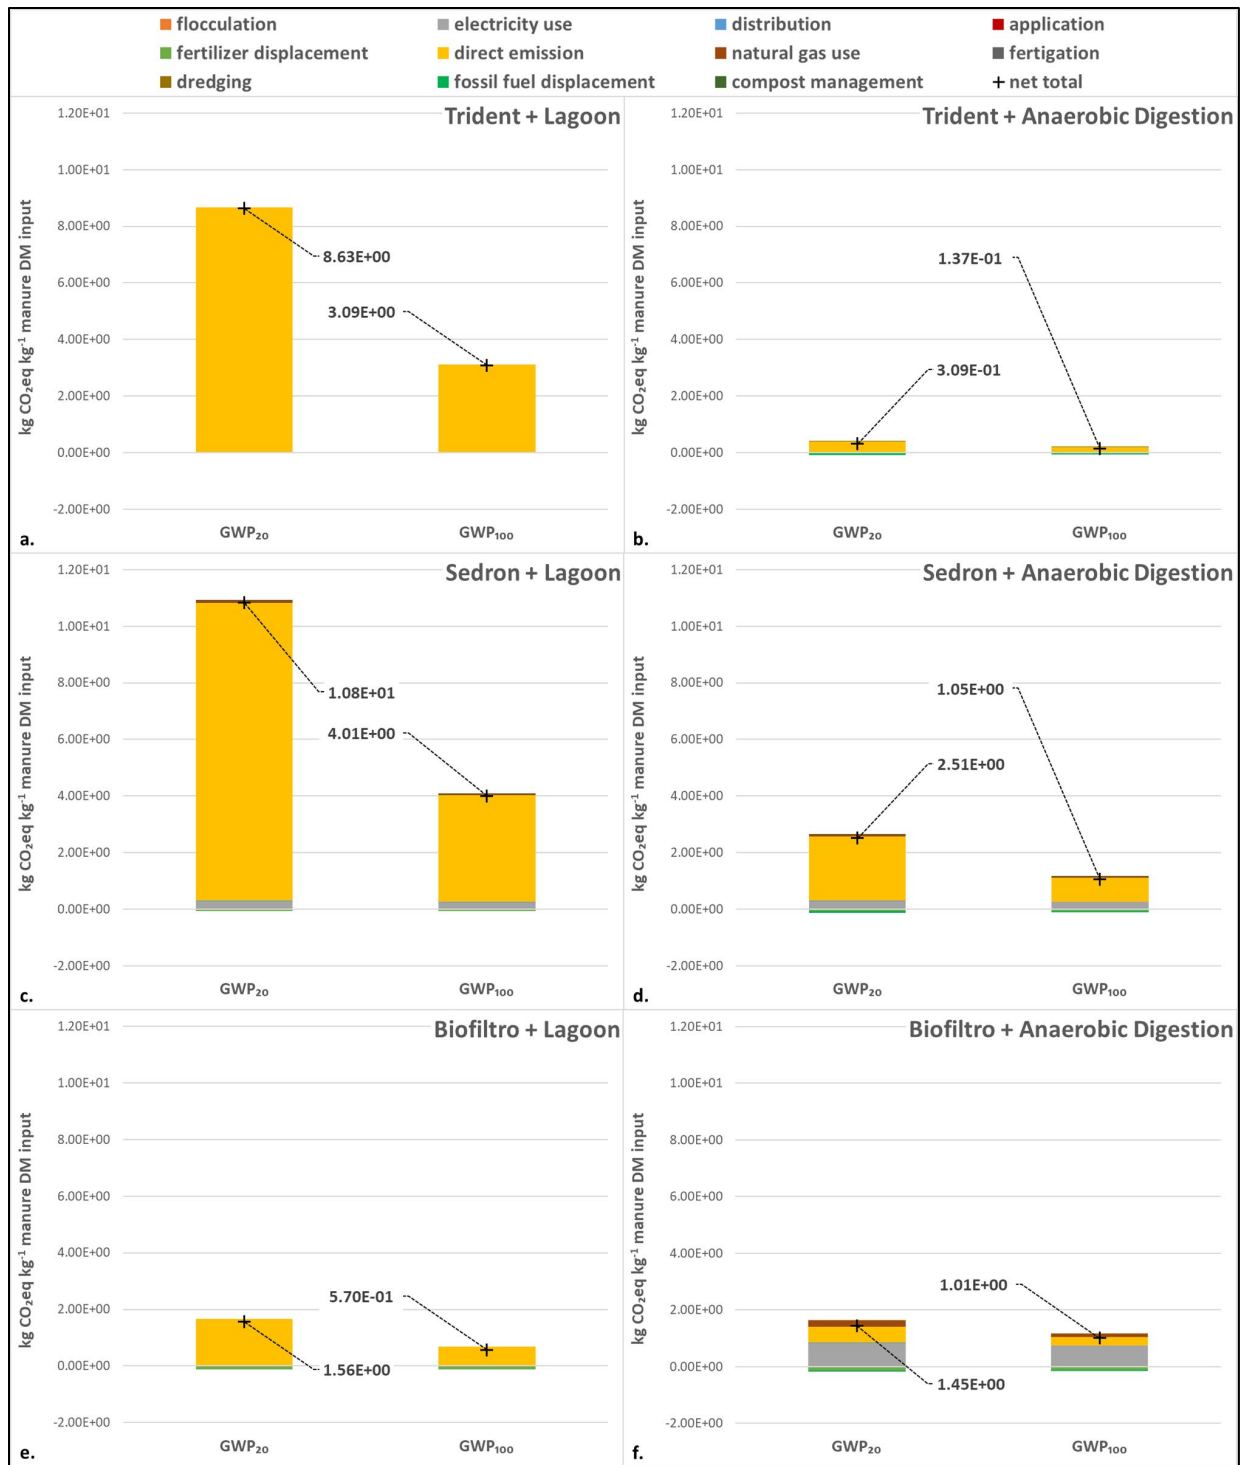 flocculation electricity use distribution application
fertilizer displacement direct emission natural gas use fertigation
dredging fossil fuel displacement compost management net total
Trident + Lagoon
kg CO₂eq kg⁻¹ manure DM input
1.20E+01
1.00E+01
8.00E+00
6.00E+00
4.00E+00
2.00E+00
0.00E+00
-2.00E+00
8.63E+00
3.09E+00
GWP₂₀ GWP₁₀₀
a.
Trident + Anaerobic Digestion
kg CO₂eq kg⁻¹ manure DM input
1.20E+01
1.00E+01
8.00E+00
6.00E+00
4.00E+00
2.00E+00
0.00E+00
-2.00E+00
1.37E-01
3.09E-01
GWP₂₀ GWP₁₀₀
b.
Sedron + Lagoon
kg CO₂eq kg⁻¹ manure DM input
1.20E+01
1.00E+01
8.00E+00
6.00E+00
4.00E+00
2.00E+00
0.00E+00
-2.00E+00
1.08E+01
4.01E+00
GWP₂₀ GWP₁₀₀
c.
Sedron + Anaerobic Digestion
kg CO₂eq kg⁻¹ manure DM input
1.20E+01
1.00E+01
8.00E+00
6.00E+00
4.00E+00
2.00E+00
0.00E+00
-2.00E+00
1.05E+00
2.51E+00
GWP₂₀ GWP₁₀₀
d.
Biofiltro + Lagoon
kg CO₂eq kg⁻¹ manure DM input
1.20E+01
1.00E+01
8.00E+00
6.00E+00
4.00E+00
2.00E+00
0.00E+00
-2.00E+00
5.70E-01
1.56E+00
GWP₂₀ GWP₁₀₀
e.
Biofiltro + Anaerobic Digestion
kg CO₂eq kg⁻¹ manure DM input
1.20E+01
1.00E+01
8.00E+00
6.00E+00
4.00E+00
2.00E+00
0.00E+00
-2.00E+00
1.01E+00
1.45E+00
GWP₂₀ GWP₁₀₀
f.